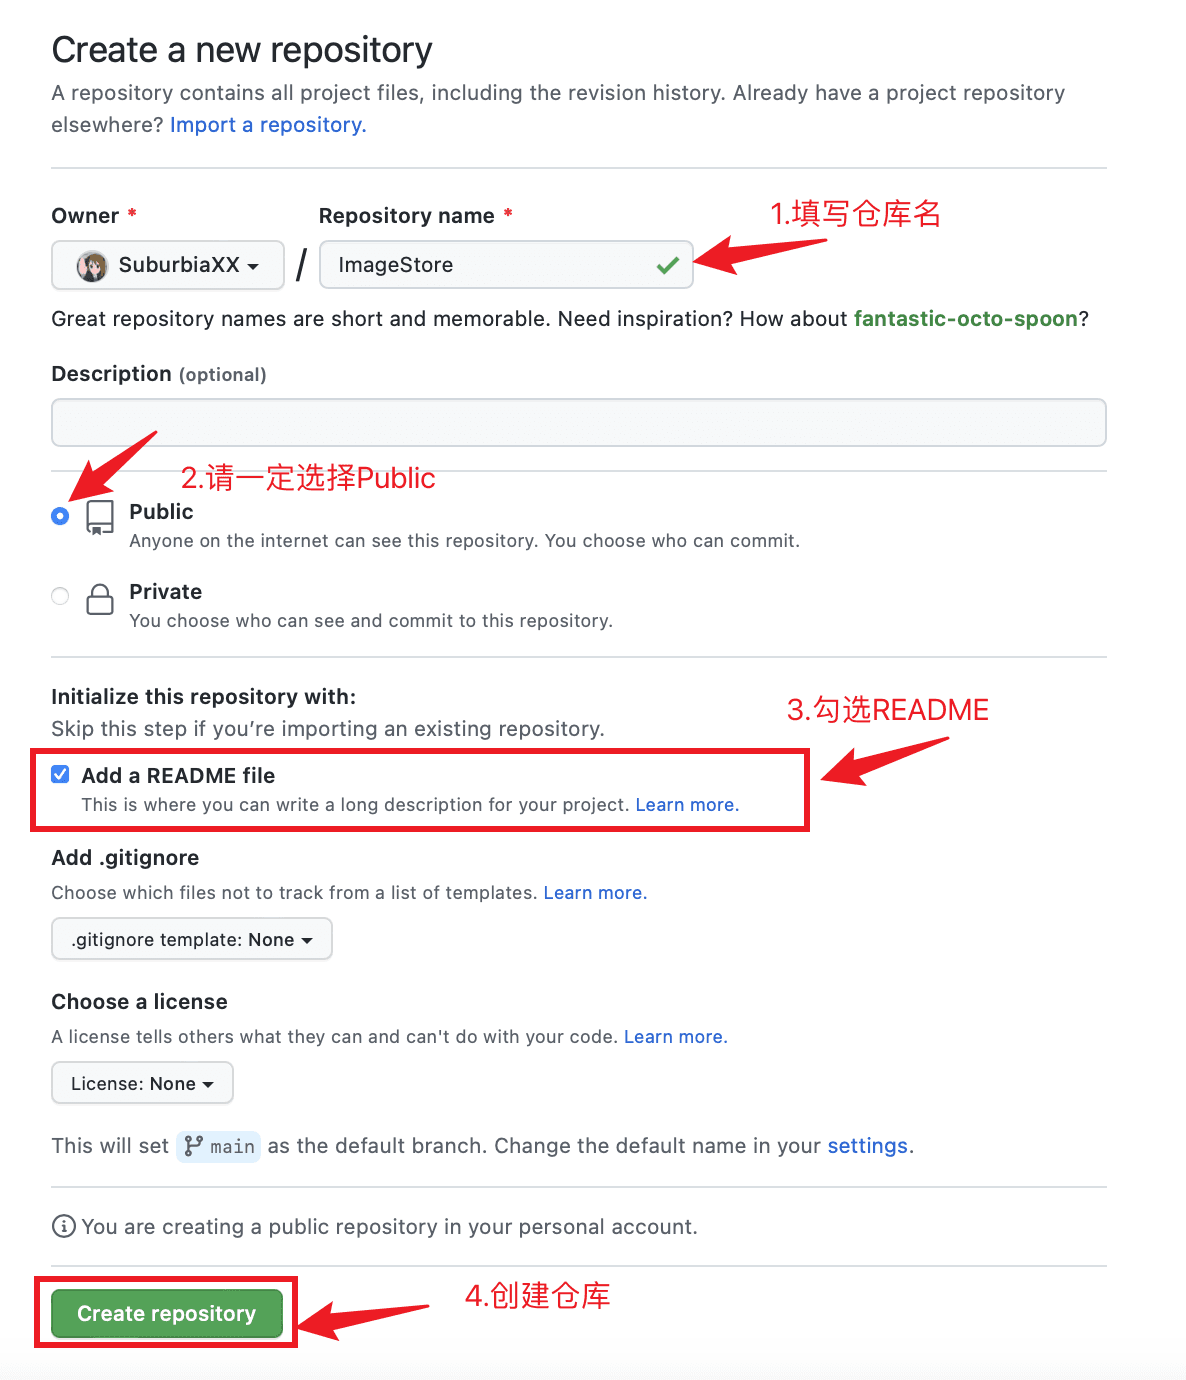 Create a new repository
A repository contains all project files, including the revision history. Already have a project repository
elsewhere? Import a repository.
Owner *
Repository name *
1.填写仓库名
SuburbiaXX
/
ImageStore
Great repository names are short and memorable. Need inspiration? How about fantastic-octo-spoon?
Description (optional)
2.请一定选择Public
Public
Anyone on the internet can see this repository. You choose who can commit.
Private
You choose who can see and commit to this repository.
Initialize this repository with:
Skip this step if you’re importing an existing repository.
3.勾选README
Add a README file
This is where you can write a long description for your project. Learn more.
Add .gitignore
Choose which files not to track from a list of templates. Learn more.
.gitignore template: None
Choose a license
A license tells others what they can and can't do with your code. Learn more.
License: None
This will set main as the default branch. Change the default name in your settings.
You are creating a public repository in your personal account.
4.创建仓库
Create repository